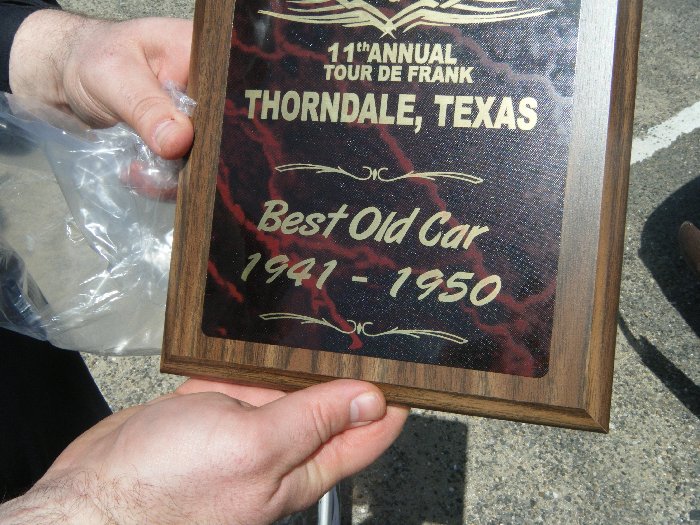 11th ANNUAL
TOUR DE FRANK
THORNDALE, TEXAS
Best Old Car
1941 - 1950